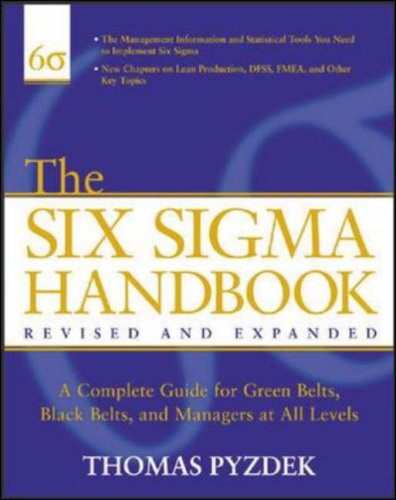 6σ
• The Management Information and Statistical Tools You Need
to Implement Six Sigma
• New Chapters on Lean Production, DFSS, FMEA, and Other
Key Topics
The
SIX SIGMA
HANDBOOK
REVISED AND EXPANDED
A Complete Guide for Green Belts,
Black Belts, and Managers at All Levels
THOMAS PYZDEK